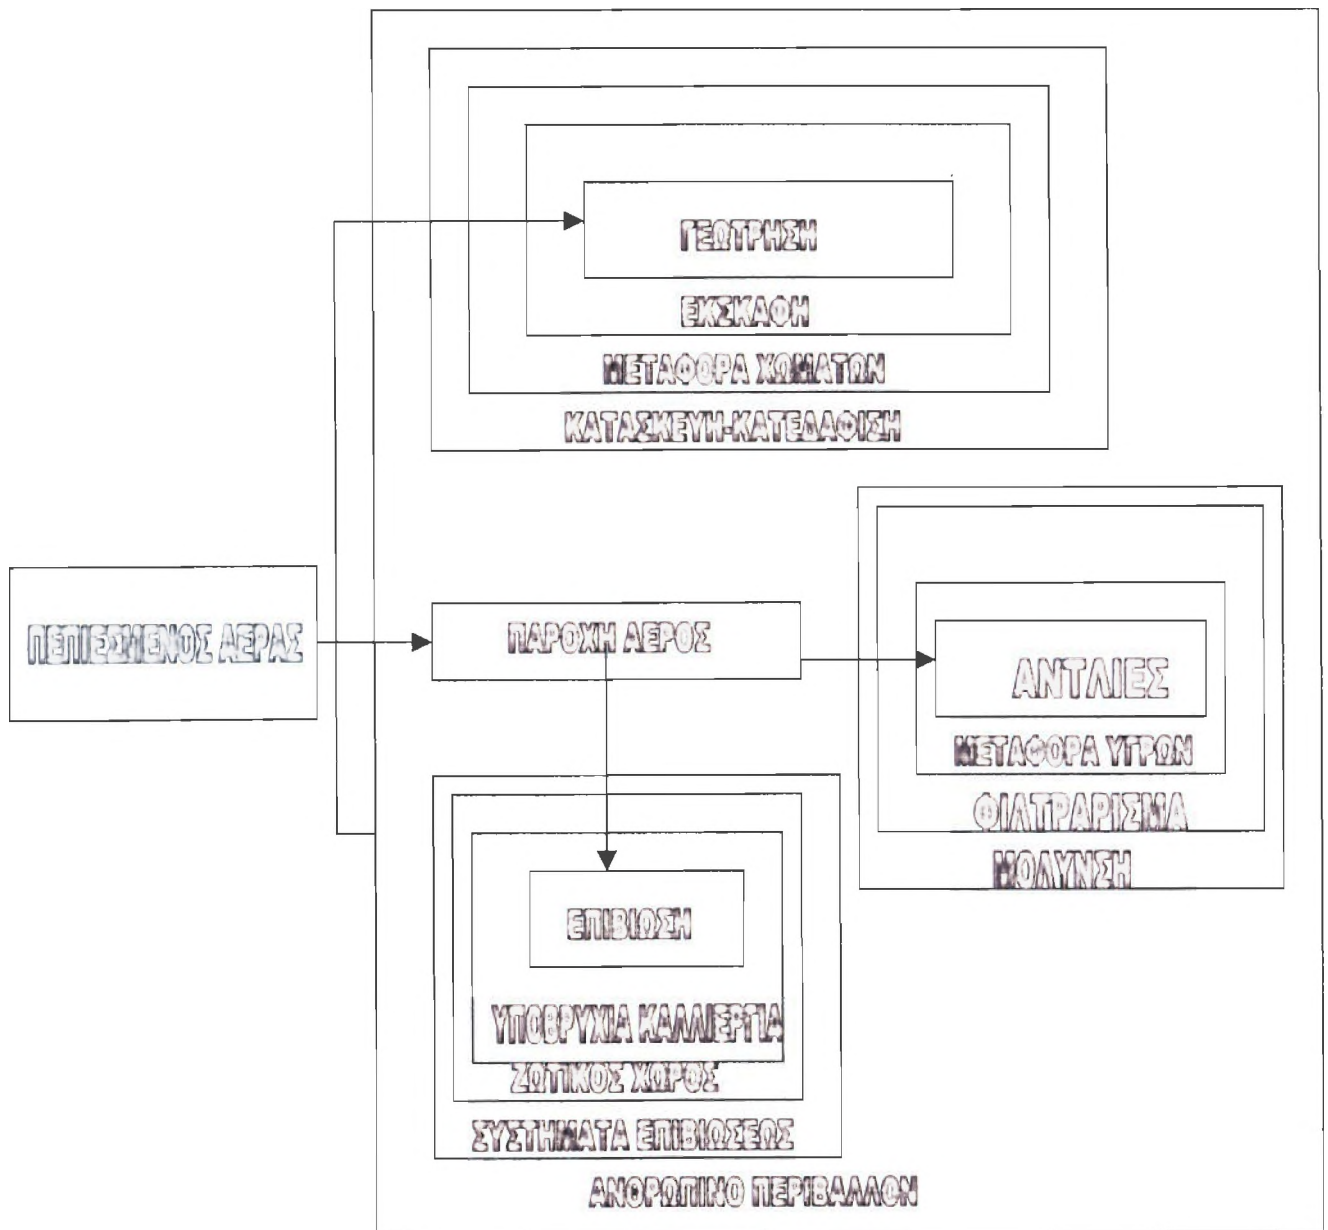 ΓΕΩΤΡΗΣΗ
ΕΚΣΚΑΦΗ
ΜΕΤΑΦΟΡΑ ΧΩΜΑΤΩΝ
ΚΑΤΑΣΚΕΥΗ-ΚΑΤΕΔΑΦΙΣΗ
ΠΕΠΙΕΣΜΕΝΟΣ ΑΕΡΑΣ
ΠΑΡΟΧΗ ΑΕΡΟΣ
ΑΝΤΛΙΕΣ
ΜΕΤΑΦΟΡΑ ΥΓΡΩΝ
ΦΙΛΤΡΑΡΙΣΜΑ
ΜΟΛΥΝΣΗ
ΕΠΙΒΙΩΣΗ
ΥΠΟΒΡΥΧΙΑ ΚΑΛΛΙΕΡΓΙΑ
ΖΩΤΙΚΟΣ ΧΩΡΟΣ
ΣΥΣΤΗΜΑΤΑ ΕΠΙΒΙΩΣΕΩΣ
ΑΝΘΡΩΠΙΝΟ ΠΕΡΙΒΑΛΛΟΝ